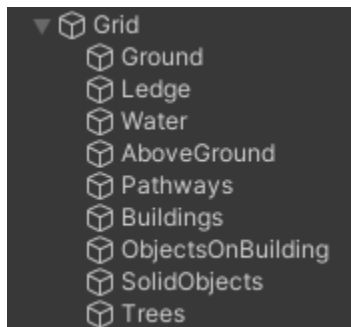 Grid
Ground
Ledge
Water
AboveGround
Pathways
Buildings
ObjectsOnBuilding
SolidObjects
Trees